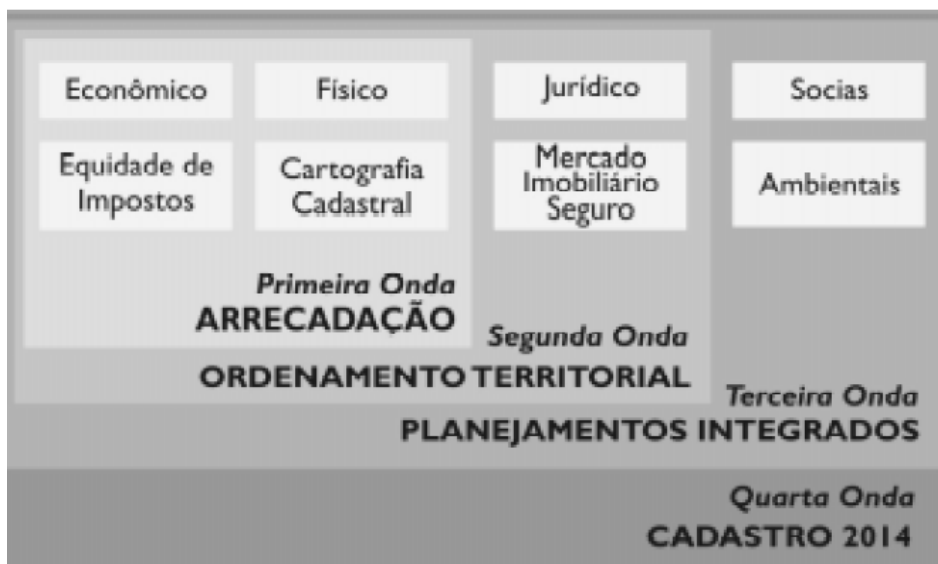 Econômico
Físico
Jurídico
Socias
Equidade de
Impostos
Cartografia
Cadastral
Mercado
Imobiliário
Seguro
Ambientais
Primeira Onda
ARRECADAÇÃO
Segunda Onda
ORDENAMENTO TERRITORIAL
Terceira Onda
PLANEJAMENTOS INTEGRADOS
Quarta Onda
CADASTRO 2014